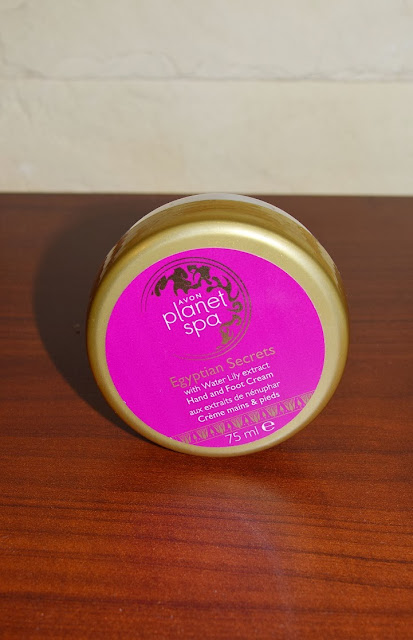 AVON
planet
spa
Egyptian Secrets
with Water Lily extract
Hand and Foot Cream
aux extraits de nénuphar
Crème mains & pieds
75 ml ℮